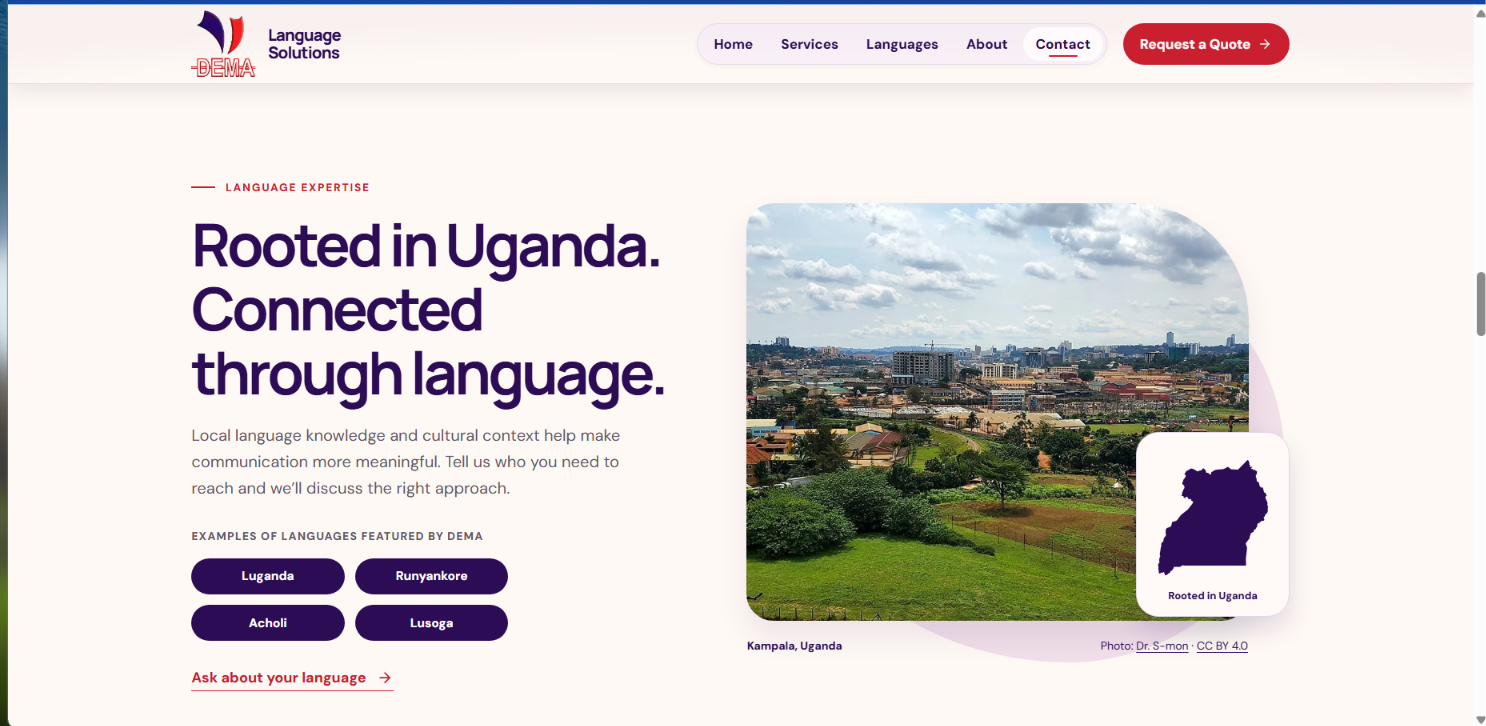 DEMA
Language
Solutions
Home
Services
Languages
About
Contact
Request a Quote →
LANGUAGE EXPERTISE
Rooted in Uganda.
Connected
through language.
Local language knowledge and cultural context help make
communication more meaningful. Tell us who you need to
reach and we’ll discuss the right approach.
EXAMPLES OF LANGUAGES FEATURED BY DEMA
Luganda
Runyankore
Acholi
Lusoga
Ask about your language →
Rooted in Uganda
Kampala, Uganda
Photo: Dr. S-mon · CC BY 4.0